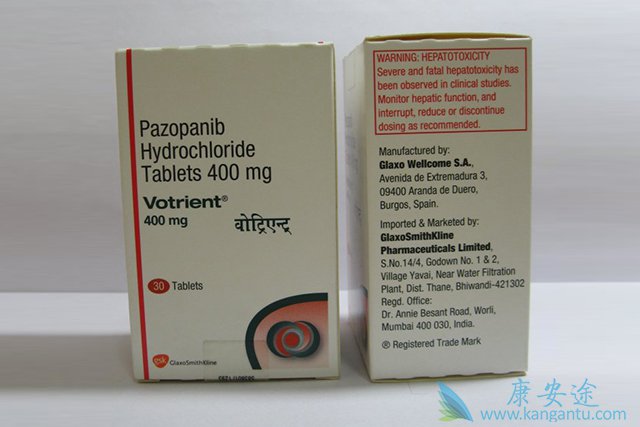 Pazopanib
Hydrochloride
Tablets 400 mg
Votrient®
400 mg
वोट्रिएन्ट्
30 Tablets
gsk GlaxoSmithKline
WARNING: HEPATOTOXICITY
Severe and fatal hepatotoxicity has
been observed in clinical studies.
Monitor hepatic function, and
interrupt, reduce or discontinue
dosing as recommended.
Manufactured by:
Glaxo Wellcome S.A.,
Avenida de Extremadura 3,
09400 Aranda de Duero,
Burgos, Spain.
Imported & Marketed by:
GlaxoSmithKline
Pharmaceuticals Limited,
S.No.14/4, Godown No. 1 & 2,
Village Yavai, Near Water Filtration
Plant, Dist. Thane, Bhiwandi-421302
Regd. Office:
Dr. Annie Besant Road, Worli,
Mumbai 400 030, India.
® Registered Trade Mark
康安途
www.kangantu.com